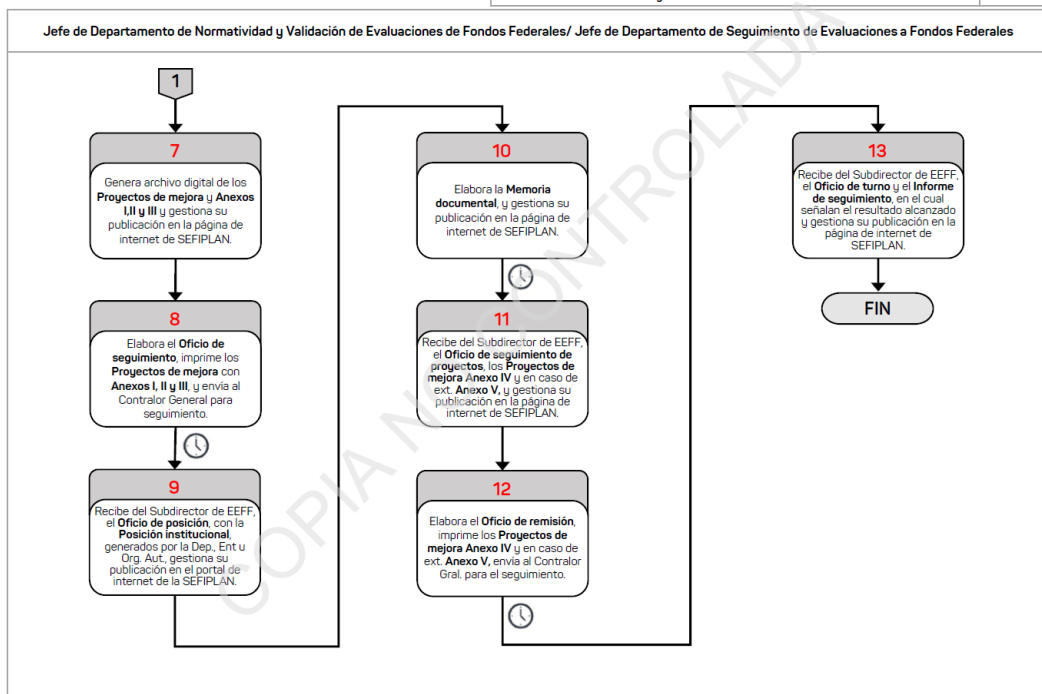 Jefe de Departamento de Normatividad y Validación de Evaluaciones de Fondos Federales/ Jefe de Departamento de Seguimiento de Evaluaciones a Fondos Federales
1
7
Genera archivo digital de los
Proyectos de mejora y Anexos
I,II y III y gestiona su
publicación en la página de
internet de SEFIPLAN.
8
Elabora el Oficio de
seguimiento, imprime los
Proyectos de mejora con
Anexos I, II y III, y envía al
Contralor General para
seguimiento.
9
Recibe del Subdirector de EEFF,
el Oficio de posición, con la
Posición institucional,
generados por la Dep., Ent u
Org. Aut., gestiona su
publicación en el portal de
internet de la SEFIPLAN.
10
Elabora la Memoria
documental, y gestiona su
publicación en la página de
internet de SEFIPLAN.
11
Recibe del Subdirector de EEFF,
el Oficio de seguimiento de
proyectos, los Proyectos de
mejora Anexo IV y en caso de
ext. Anexo V, y gestiona su
publicación en la página de
internet de SEFIPLAN.
12
Elabora el Oficio de remisión,
imprime los Proyectos de
mejora Anexo IV y en caso de
ext. Anexo V, envía al Contralor
Gral. para el seguimiento.
13
Recibe del Subdirector de EEFF,
el Oficio de turno y el Informe
de seguimiento, en el cual
señalan el resultado alcanzado
y gestiona su publicación en la
página de internet de
SEFIPLAN.
FIN
COPIA NO CONTROLADA